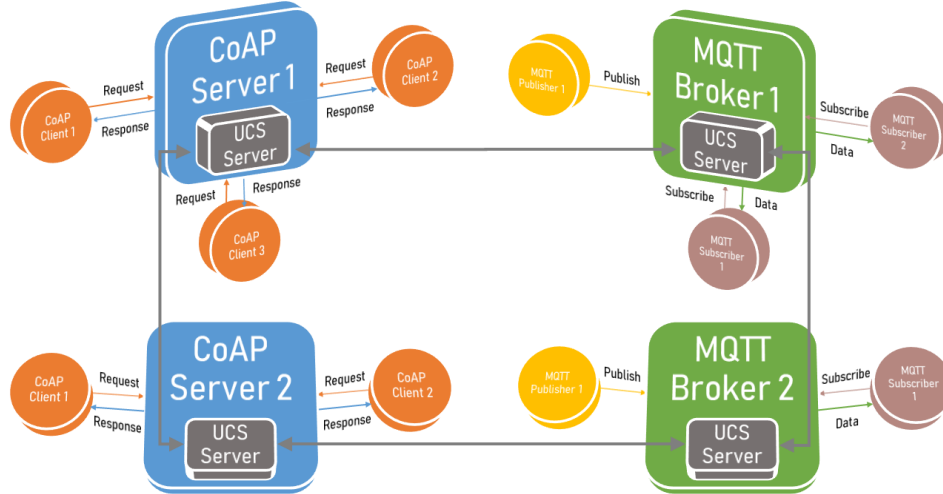 CoAP
Server 1
UCS
Server
Request
Response
CoAP
Client 1
Request
Response
CoAP
Client 2
Request
Response
CoAP
Client 3
MQTT
Publisher 1
Publish
MQTT
Broker 1
UCS
Server
Subscribe
Data
MQTT
Subscriber
2
Subscribe
Data
MQTT
Subscriber
1
CoAP
Server 2
UCS
Server
CoAP
Client 1
Request
Response
Request
Response
CoAP
Client 2
MQTT
Publisher 1
Publish
MQTT
Broker 2
UCS
Server
Subscribe
Data
MQTT
Subscriber
1